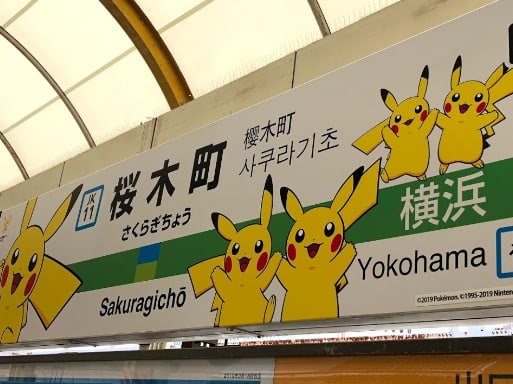 JK
11
桜木町
さくらぎちょう
Sakuragichō
樱木町
사쿠라기초
横浜
Yokohama
©2019 Pokémon. ©1995-2019 Nintendo